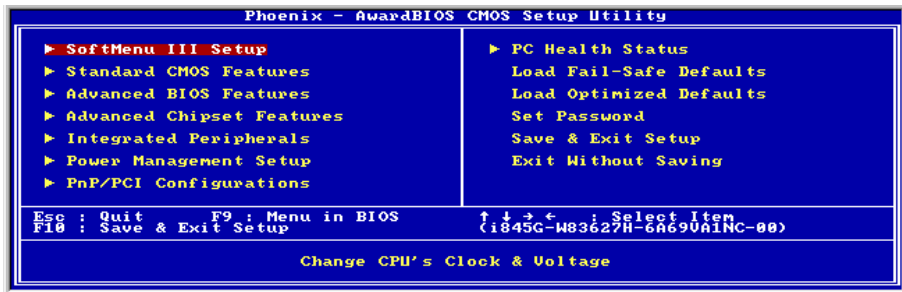 Phoenix - AwardBIOS CMOS Setup Utility
SoftMenu III Setup
Standard CMOS Features
Advanced BIOS Features
Advanced Chipset Features
Integrated Peripherals
Power Management Setup
PnP/PCI Configurations
PC Health Status
Load Fail-Safe Defaults
Load Optimized Defaults
Set Password
Save & Exit Setup
Exit Without Saving
Esc : Quit F9 : Menu in BIOS
F10 : Save & Exit Setup
↑ ↓ → ← : Select Item
(i845G-W83627H-6A69VA1NC-00)
Change CPU's Clock & Voltage